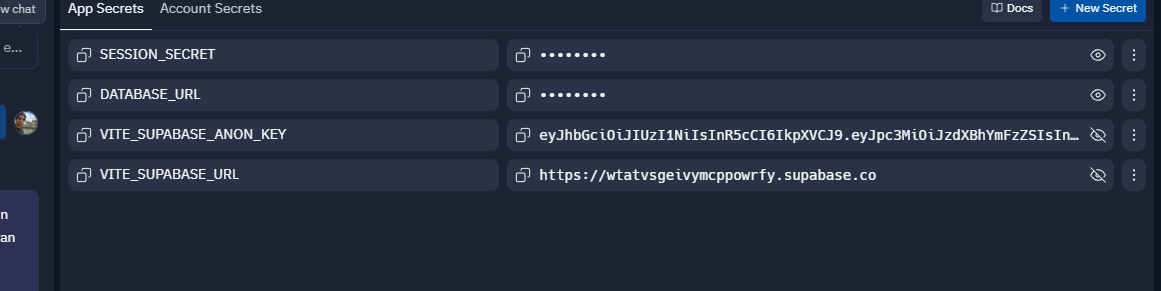 w chat
App Secrets Account Secrets Docs + New Secret
e...
SESSION_SECRET ••••••••
DATABASE_URL ••••••••
VITE_SUPABASE_ANON_KEY eyJhbGciOiJIUzI1NiIsInR5cCI6IkpXVCJ9.eyJpc3MiOiJzdXBhYmFzZSIsIn…
VITE_SUPABASE_URL https://wtatvsgeivymcppowrfy.supabase.co
n
an